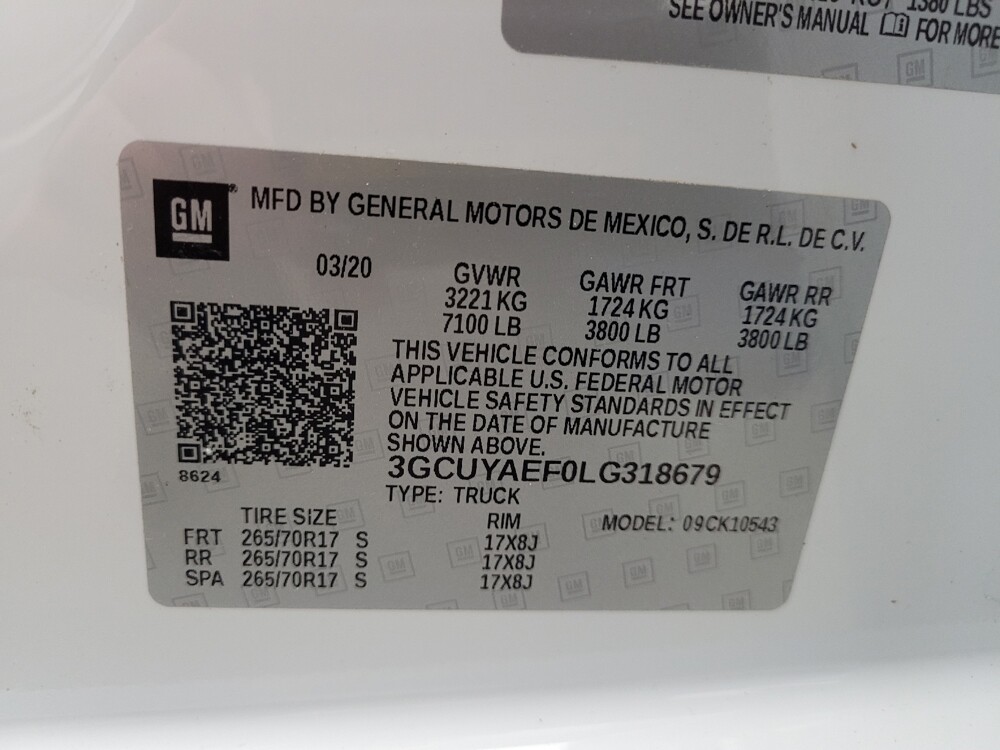 1380 LBS
SEE OWNER'S MANUAL FOR MORE
GM
GM® MFD BY GENERAL MOTORS DE MEXICO, S. DE R.L. DE C.V.
03/20 GVWR GAWR FRT GAWR RR
3221 KG 1724 KG 1724 KG
7100 LB 3800 LB 3800 LB
THIS VEHICLE CONFORMS TO ALL
APPLICABLE U.S. FEDERAL MOTOR
VEHICLE SAFETY STANDARDS IN EFFECT
ON THE DATE OF MANUFACTURE
SHOWN ABOVE.
8624 3GCUYAEF0LG318679
TYPE: TRUCK
TIRE SIZE RIM MODEL: 09CK10543
FRT 265/70R17 S 17X8J
RR 265/70R17 S 17X8J
SPA 265/70R17 S 17X8J